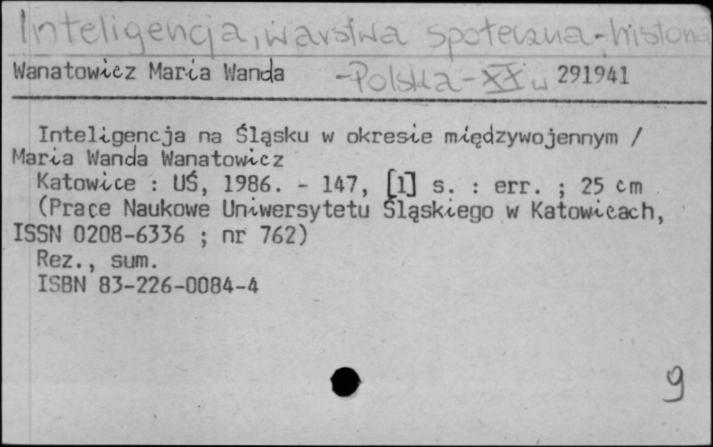 Inteligencja, warstwa społeczna - historia
Wanatowicz Maria Wanda - Polska - XX w 291941
Inteligencja na Śląsku w okresie międzywojennym /
Maria Wanda Wanatowicz
Katowice : UŚ, 1986. - 147, [1] s. : err. ; 25 cm
(Prace Naukowe Uniwersytetu Śląskiego w Katowicach,
ISSN 0208-6336 ; nr 762)
Rez., sum.
ISBN 83-226-0084-4
9